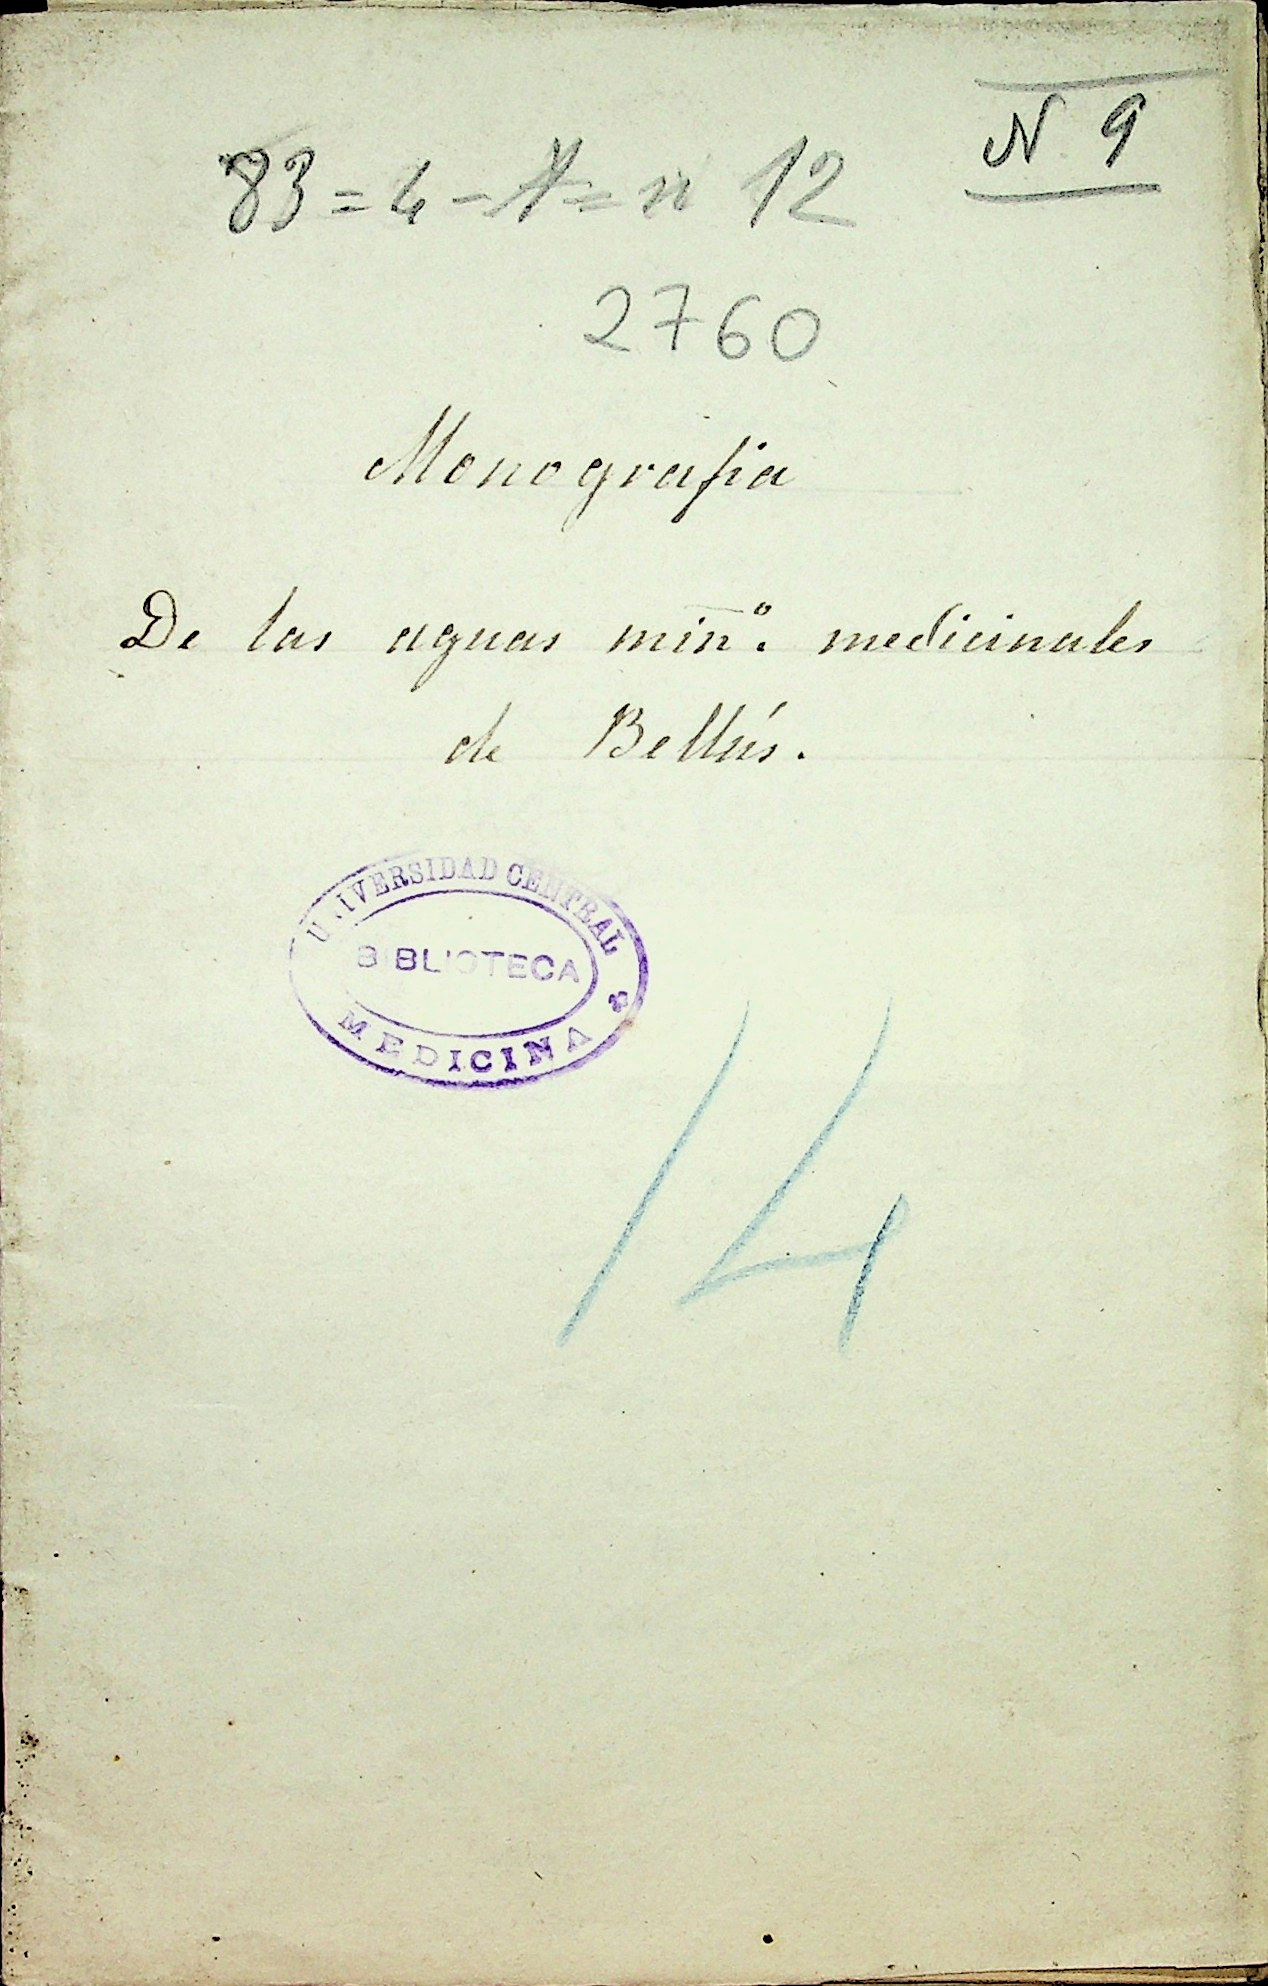 N 9
83=4-A=n 12
2760
Monografia
De las aguas minº. medicinales
de Bellús.
UNIVERSIDAD CENTRAL
BIBLIOTECA
MEDICINA
14